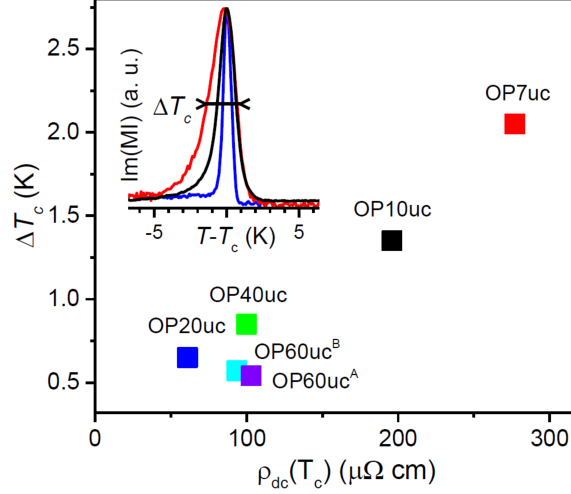 2.5
2.0
1.5
1.0
0.5
ΔT_c (K)
Im(MI) (a. u.)
ΔT_c
-5 0 5
T-T_c (K)
OP7uc
OP10uc
OP40uc
OP20uc
OP60uc^B
OP60uc^A
0 100 200 300
ρ_dc(T_c) (μΩ cm)